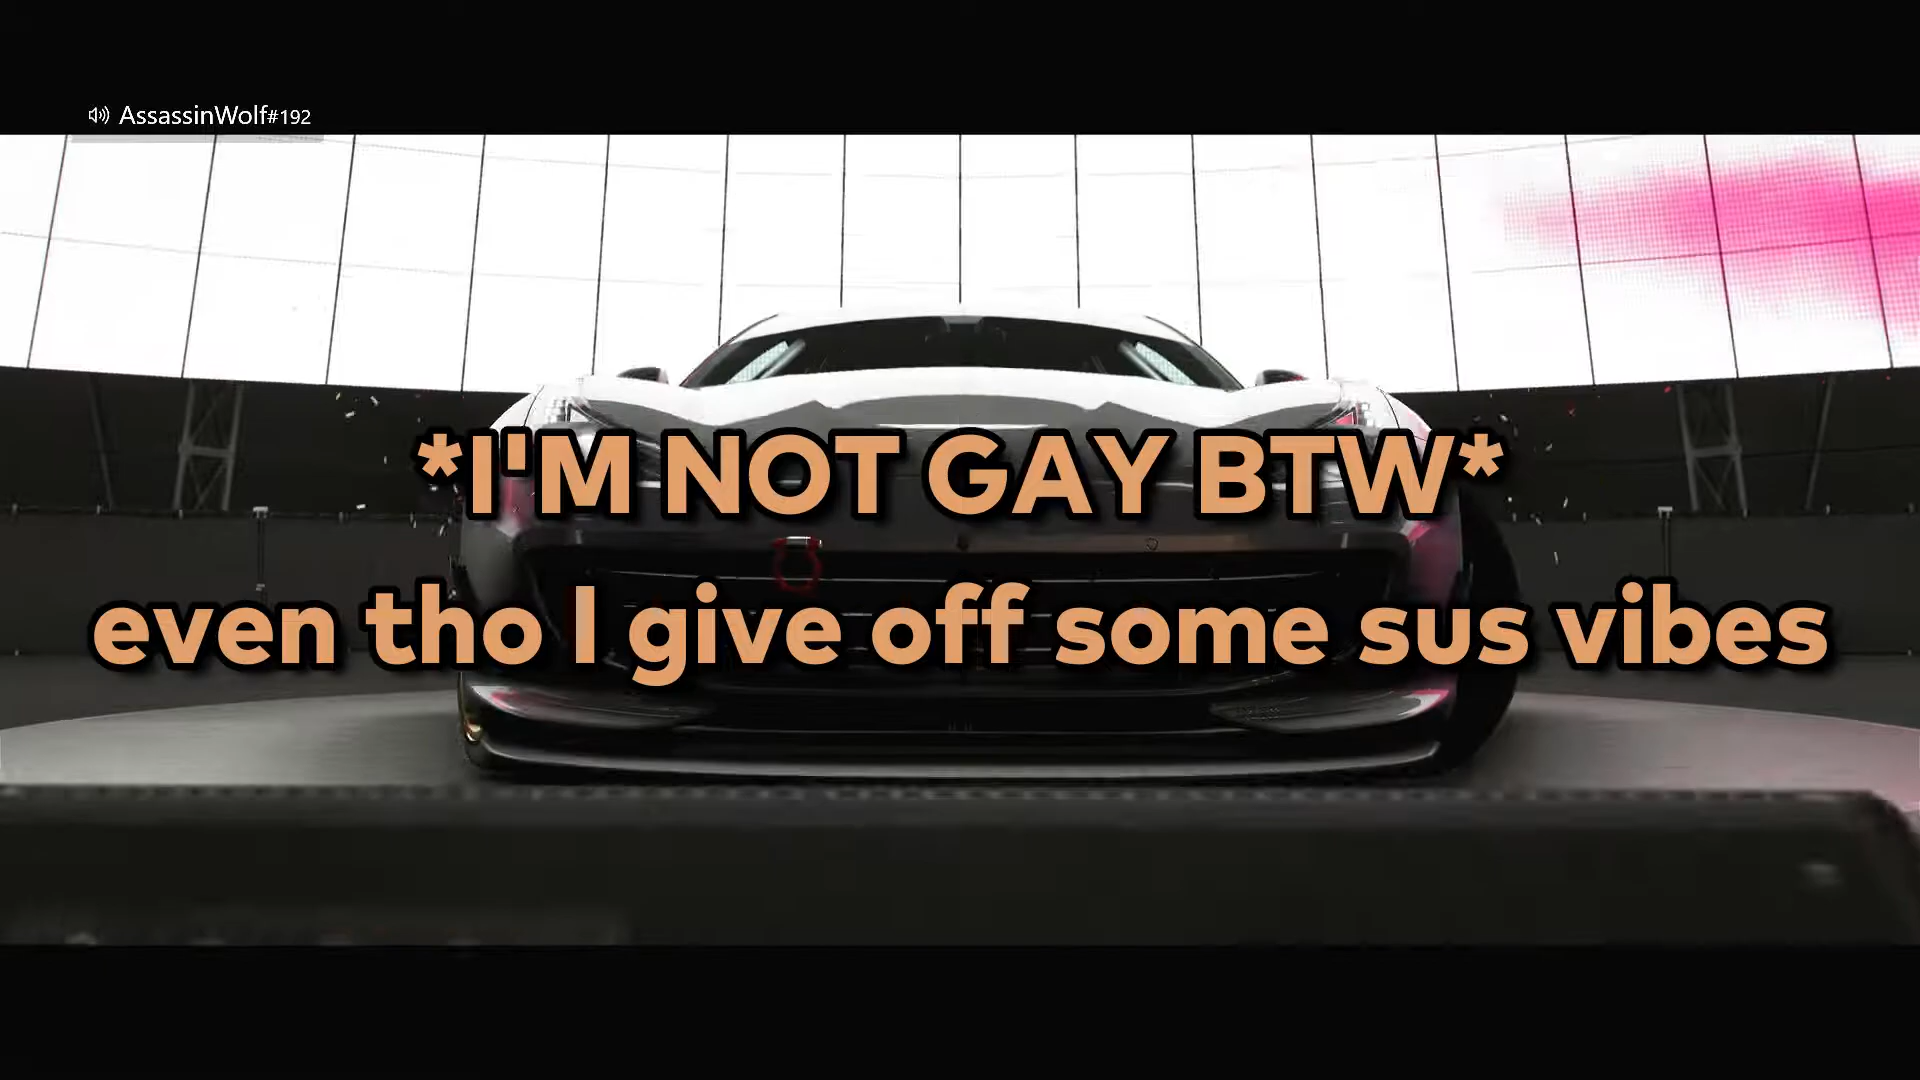 AssassinWolf#192
*I'M NOT GAY BTW*
even tho I give off some sus vibes